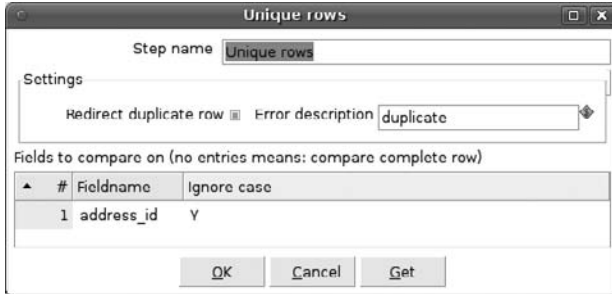 Unique rows
Step name Unique rows
Settings
Redirect duplicate row Error description duplicate
Fields to compare on (no entries means: compare complete row)
# Fieldname Ignore case
1 address_id Y
OK Cancel Get